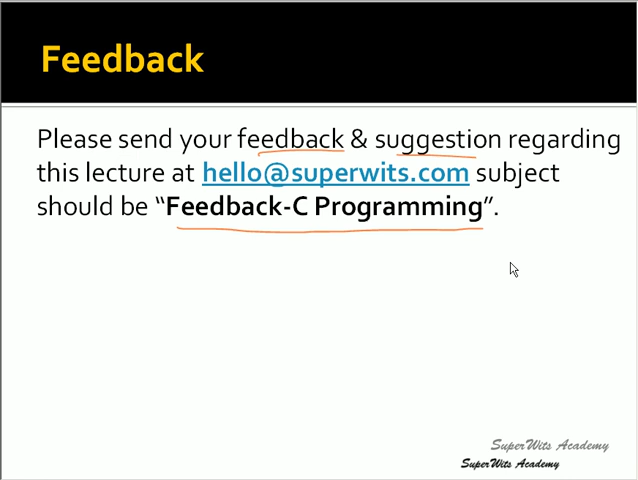 Feedback
Please send your feedback & suggestion regarding
this lecture at hello@superwits.com subject
should be “Feedback-C Programming”.
SuperWits Academy
SuperWits Academy